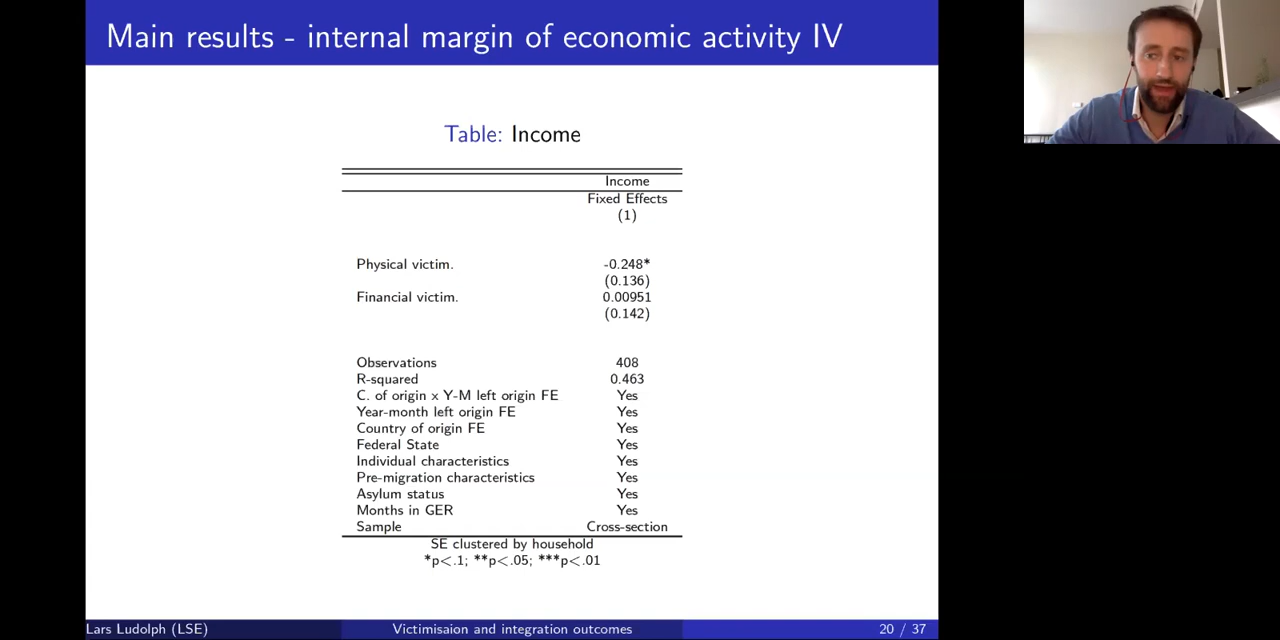 Main results - internal margin of economic activity IV
Table: Income
Income
Fixed Effects
(1)
Physical victim. -0.248*
(0.136)
Financial victim. 0.00951
(0.142)
Observations 408
R-squared 0.463
C. of origin x Y-M left origin FE Yes
Year-month left origin FE Yes
Country of origin FE Yes
Federal State Yes
Individual characteristics Yes
Pre-migration characteristics Yes
Asylum status Yes
Months in GER Yes
Sample Cross-section
SE clustered by household
*p<.1; **p<.05; ***p<.01
Lars Ludolph (LSE) Victimisaion and integration outcomes 20 / 37